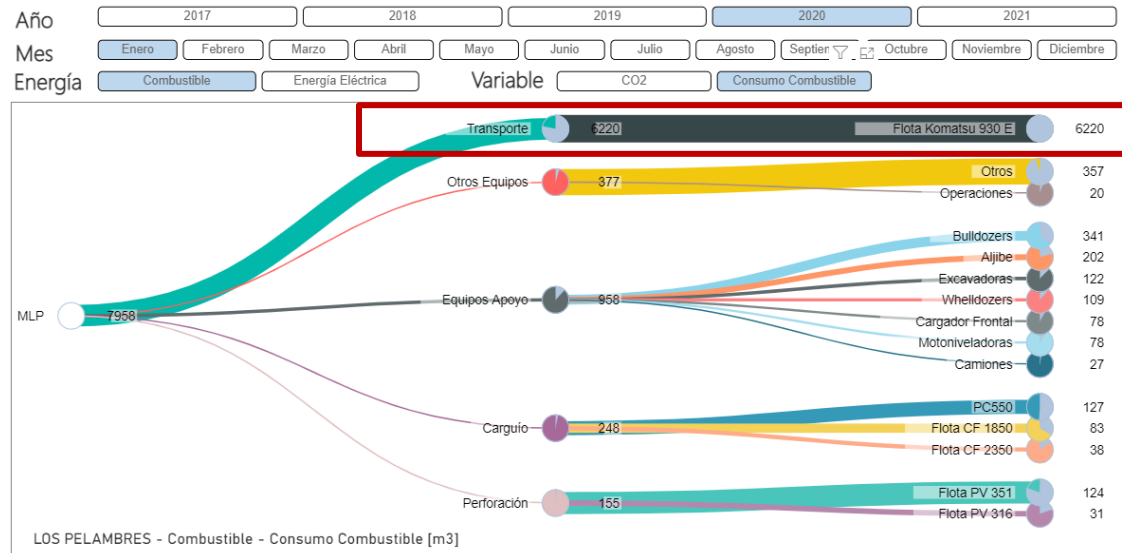 Año 2017 2018 2019 2020 2021
Mes Enero Febrero Marzo Abril Mayo Junio Julio Agosto Octubre Noviembre Diciembre
Energía Combustible Energía Eléctrica Variable CO2 Consumo Combustible
Transporte 6220 Flota Komatsu 930 E 6220
Otros 357
Otros Equipos 377
Operaciones 20
Bulldozers 341
Aljibe 202
Excavadoras 122
Equipos Apoyo 958 Whelldozers 109
MLP 7958
Cargador Frontal 78
Motoniveladoras 78
Camiones 27
PC550 127
Carguío 248 Flota CF 1850 83
Flota CF 2350 38
Flota PV 351 124
Perforación 155
Flota PV 316 31
LOS PELAMBRES - Combustible - Consumo Combustible [m3]